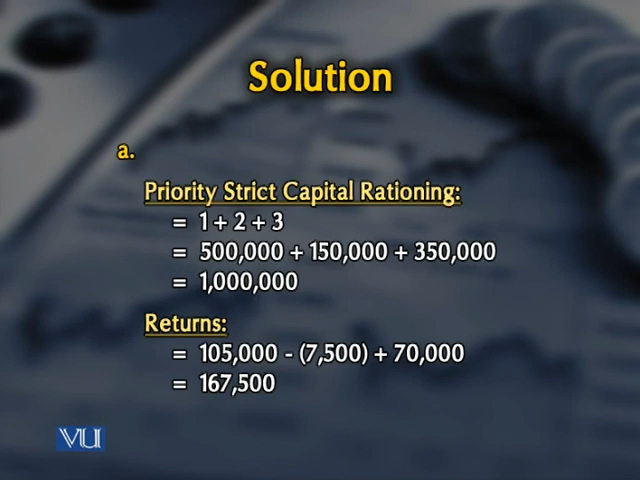 Solution
a.
Priority Strict Capital Rationing:
= 1 + 2 + 3
= 500,000 + 150,000 + 350,000
= 1,000,000
Returns:
= 105,000 - (7,500) + 70,000
= 167,500
VU